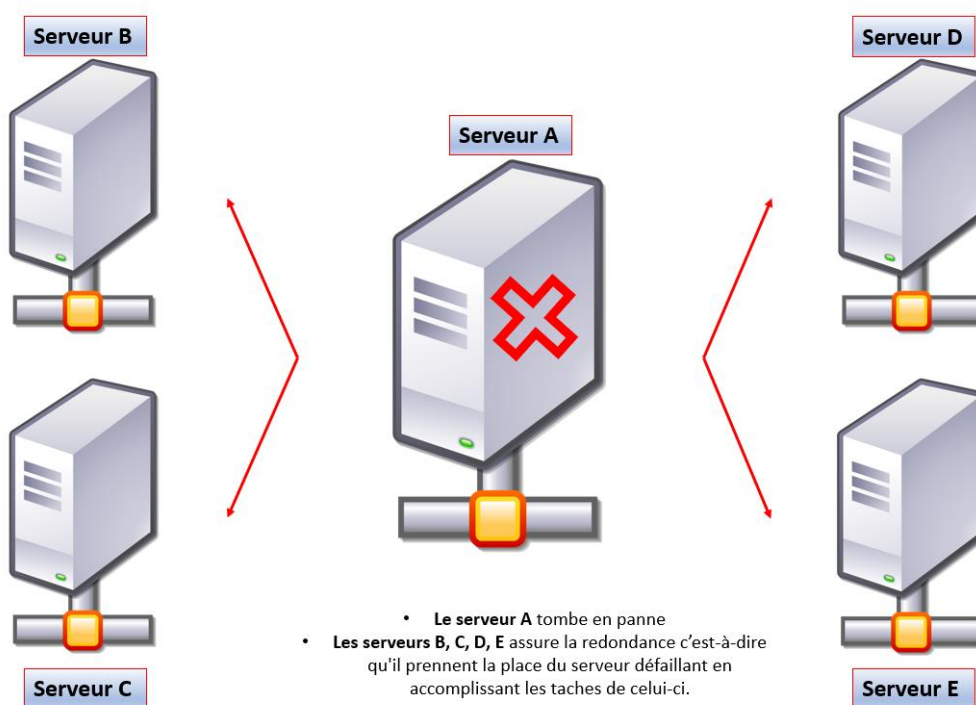 Serveur B
Serveur D
Serveur A
• Le serveur A tombe en panne
• Les serveurs B, C, D, E assure la redondance c’est-à-dire
qu'il prennent la place du serveur défaillant en
accomplissant les taches de celui-ci.
Serveur C
Serveur E